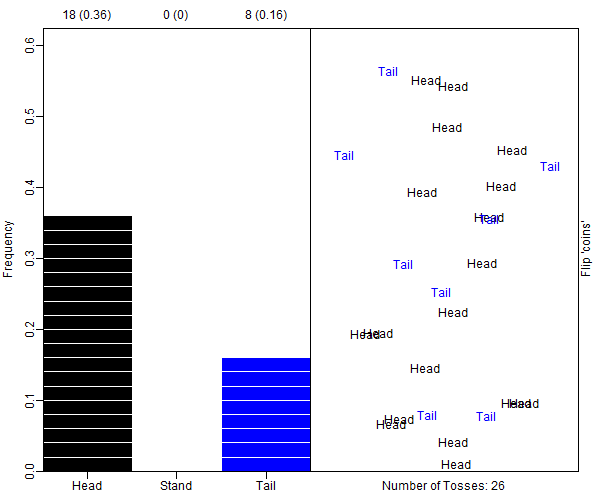 18 (0.36) 0 (0) 8 (0.16)
Frequency
0.6
0.5
0.4
0.3
0.2
0.1
0.0
Head Stand Tail
Tail
Head
Head
Head
Head
Tail
Tail
Head
Head
Head
Tail
Tail
Head
Tail
Head
Head
Head
Head
Head
Head
Tail
Tail
Head
Head
Head
Head
Flip 'coins'
Number of Tosses: 26